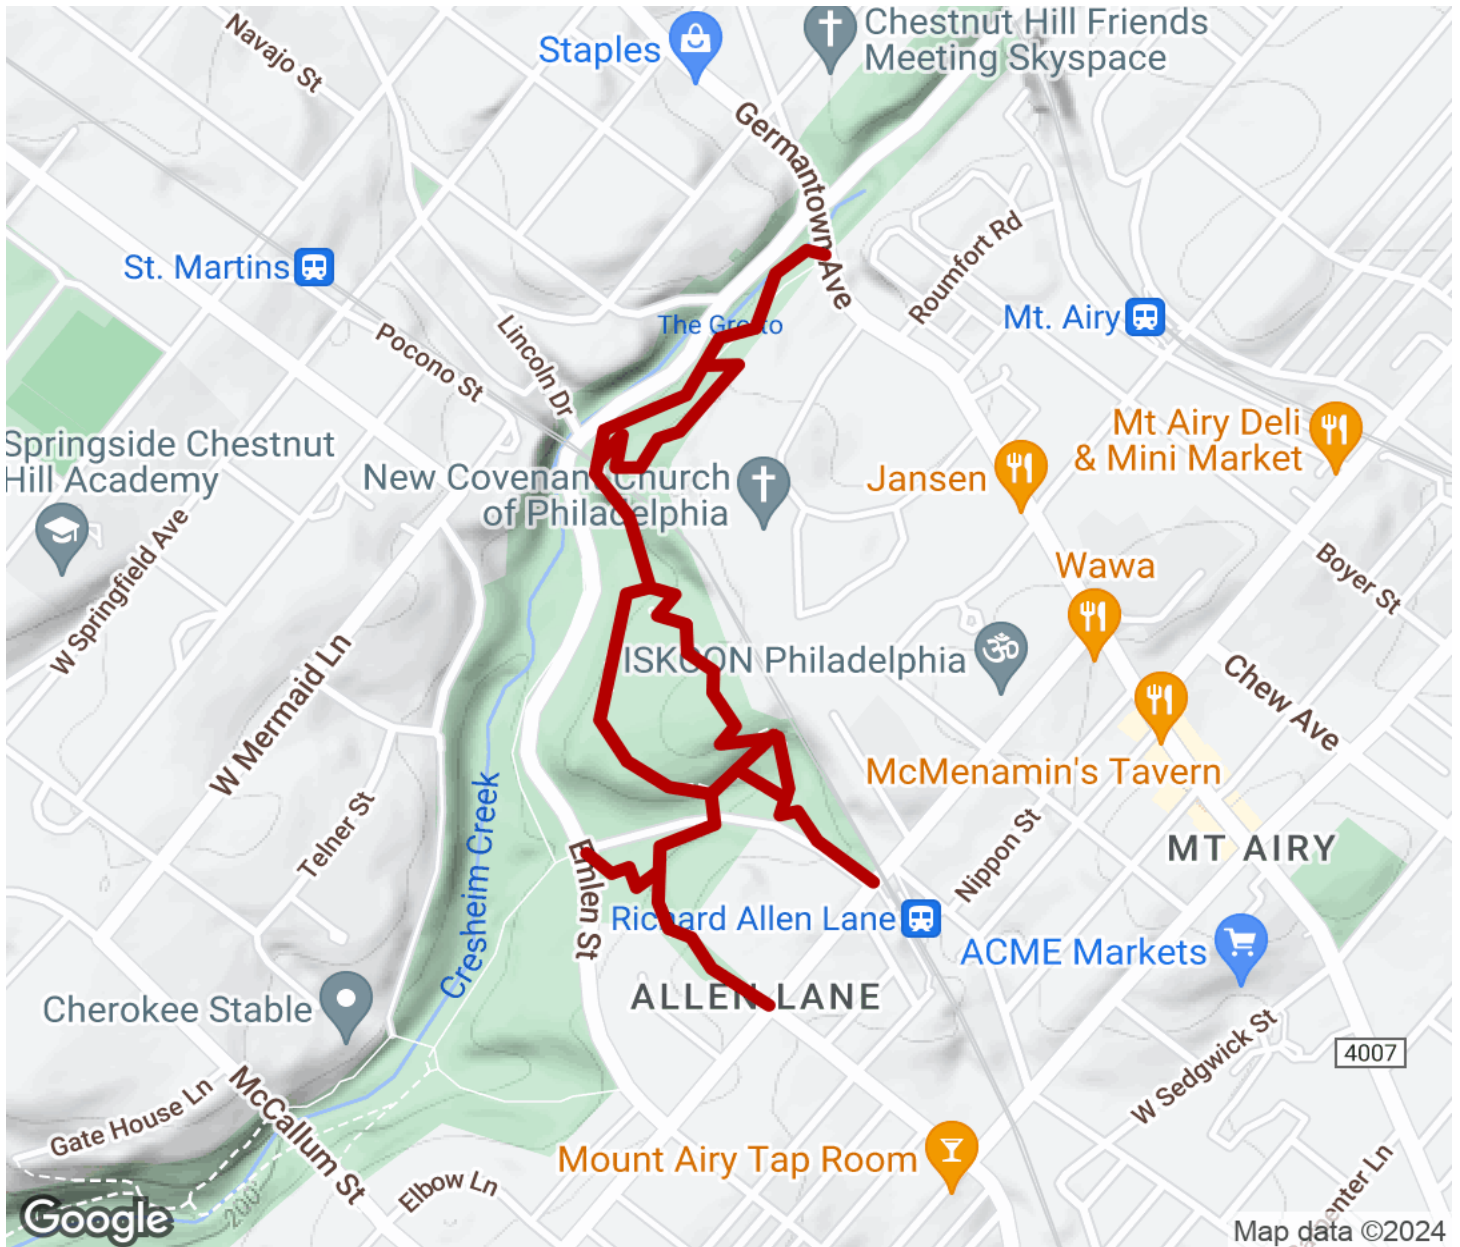 Navajo St
Staples
Chestnut Hill Friends
Meeting Skyspace
Germantown Ave
St. Martins
Roumfort Rd
Mt. Airy
The Grotto
Lincoln Dr
Pocono St
Springside Chestnut
Hill Academy
Mt Airy Deli
& Mini Market
New Covenant Church
of Philadelphia
Jansen
W Springfield Ave
Boyer St
Wawa
W Mermaid Ln
ISKCON Philadelphia
Chew Ave
McMenamin's Tavern
Telner St
Cresheim Creek
Nippon St
MT AIRY
Emlen St
Richard Allen Lane
ACME Markets
ALLEN LANE
Cherokee Stable
4007
W Sedgwick St
Gate House Ln
McCallum St
Mount Airy Tap Room
Elbow Ln
200'
Google
Map data ©2024